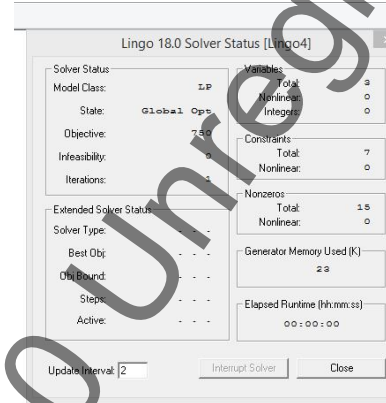 Lingo 18.0 Solver Status [Lingo4]
Solver Status
Model Class: LP
State: Global Opt
Objective: 750
Infeasibility: 0
Iterations: 1
Extended Solver Status
Solver Type: - - -
Best Obj: - - -
Obj Bound: - - -
Steps: - - -
Active: - - -
Update Interval: 2
Variables
Total: 3
Nonlinear: 0
Integers: 0
Constraints
Total: 7
Nonlinear: 0
Nonzeros
Total: 15
Nonlinear: 0
Generator Memory Used (K)
23
Elapsed Runtime (hh:mm:ss)
00:00:00
Interrupt Solver
Close